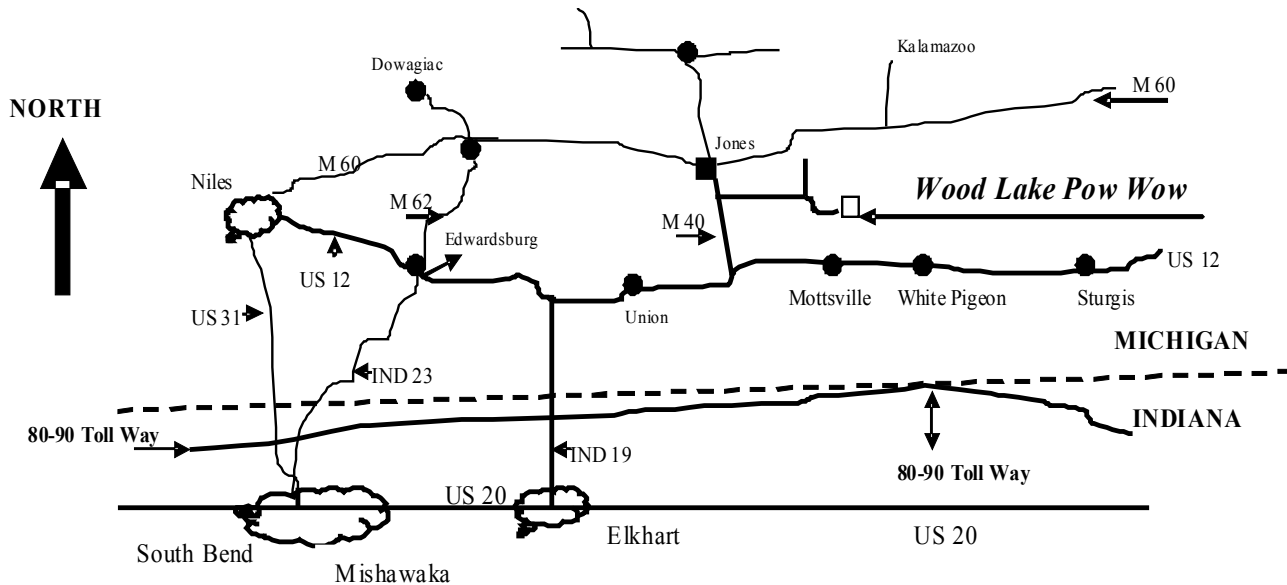 Kalamazoo
Dowagiac
M 60
NORTH
Jones
M 60
Niles
Wood Lake Pow Wow
M 62
M 40
Edwardsburg
US 12
US 12
Mottsville
White Pigeon
Sturgis
Union
US 31
MICHIGAN
IND 23
INDIANA
80-90 Toll Way
IND 19
80-90 Toll Way
US 20
Elkhart
US 20
South Bend
Mishawaka